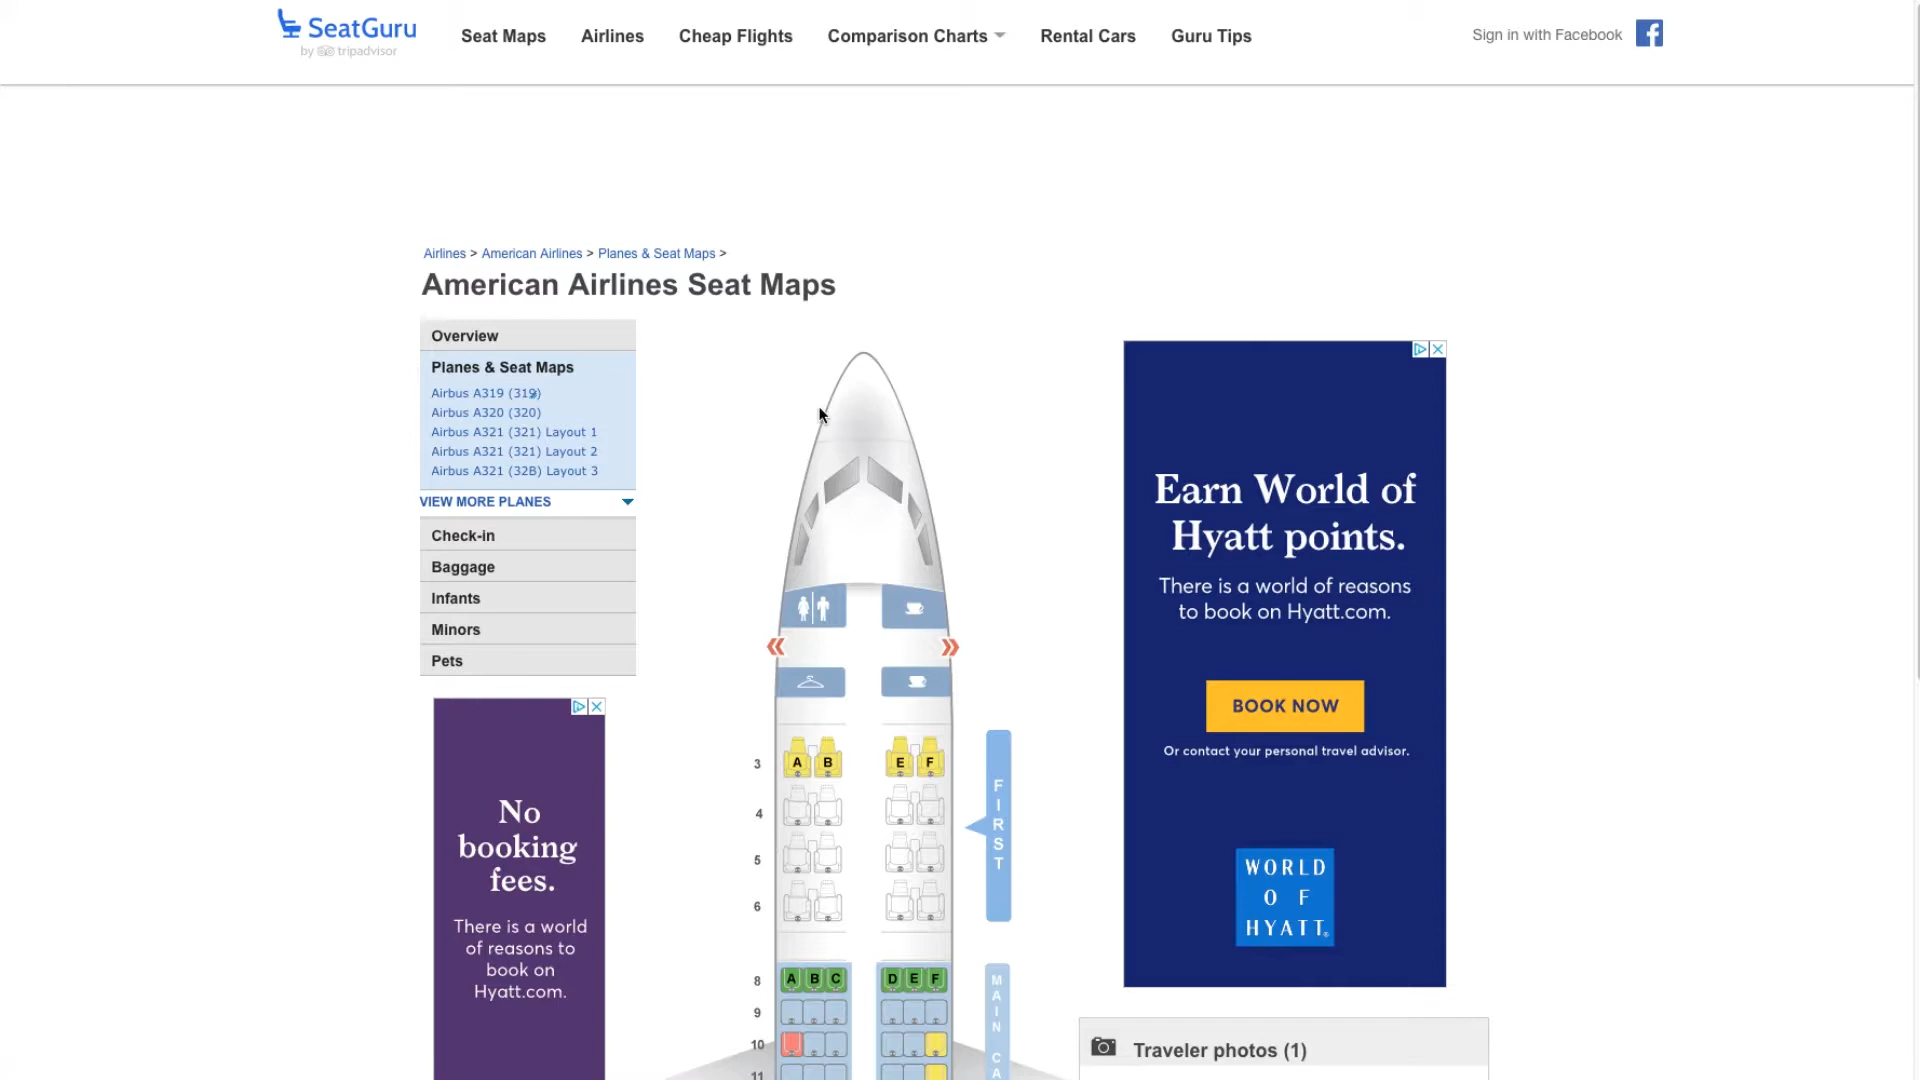 SeatGuru
by tripadvisor
Seat Maps
Airlines
Cheap Flights
Comparison Charts
Rental Cars
Guru Tips
Sign in with Facebook
Airlines > American Airlines > Planes & Seat Maps >
American Airlines Seat Maps
Overview
Planes & Seat Maps
Airbus A319 (319)
Airbus A320 (320)
Airbus A321 (321) Layout 1
Airbus A321 (321) Layout 2
Airbus A321 (32B) Layout 3
VIEW MORE PLANES
Check-in
Baggage
Infants
Minors
Pets
No
booking
fees.
There is a world
of reasons to
book on
Hyatt.com.
3 A B E F
4
5
6
FIRST
8 A B C D E F
9
10
11
MAIN CA
Earn World of
Hyatt points.
There is a world of reasons
to book on Hyatt.com.
BOOK NOW
Or contact your personal travel advisor.
WORLD
OF
HYATT.
Traveler photos (1)